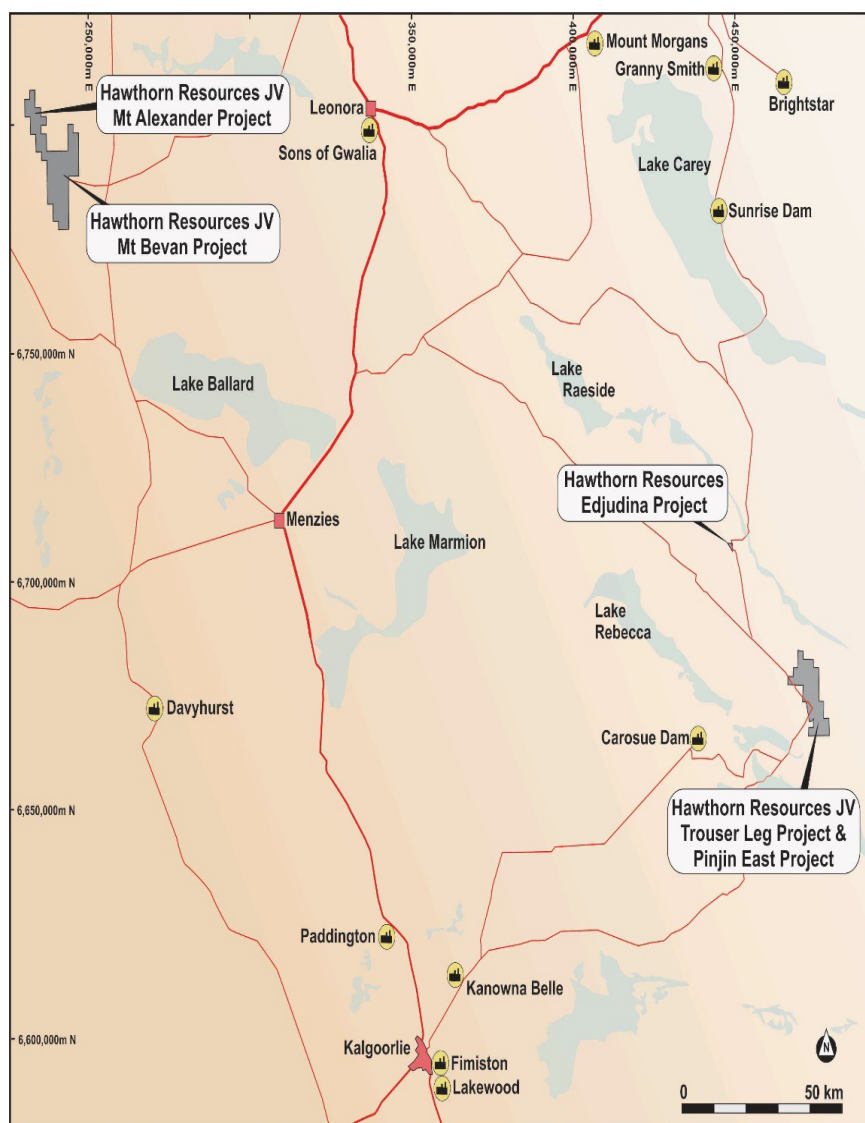 250,000m E
350,000m E
400,000m E
450,000m E
Mount Morgans
Granny Smith
Brightstar
Hawthorn Resources JV
Mt Alexander Project
Leonora
Sons of Gwalia
Lake Carey
Hawthorn Resources JV
Mt Bevan Project
Sunrise Dam
6,750,000m N
Lake Ballard
Lake
Raeside
Hawthorn Resources
Edjudina Project
Menzies
Lake Marmion
6,700,000m N
Lake
Rebecca
Davyhurst
Carosue Dam
6,650,000m N
Hawthorn Resources JV
Trouser Leg Project &
Pinjin East Project
Paddington
Kanowna Belle
6,600,000m N
Kalgoorlie
N
Fimiston
Lakewood
0
50 km